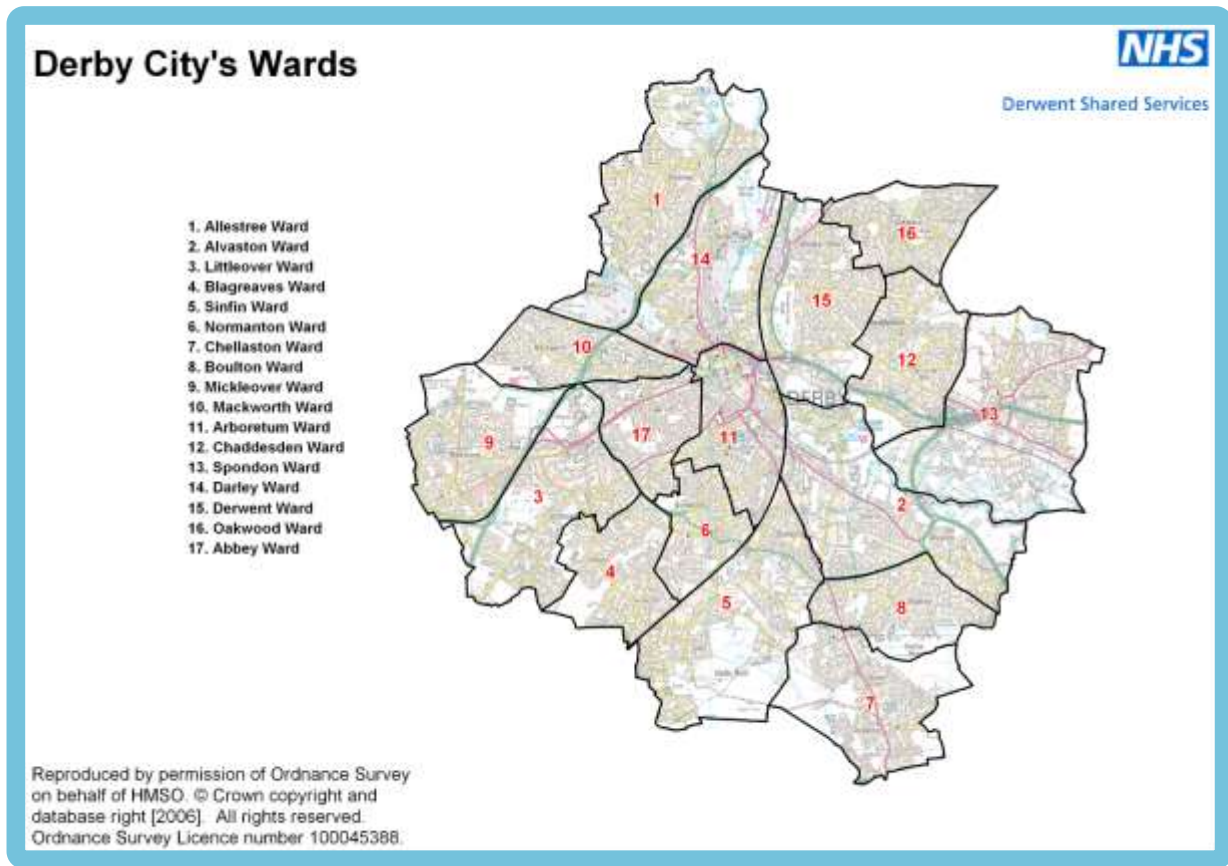 Derby City's Wards
NHS
Derwent Shared Services
1. Allestree Ward
2. Alvaston Ward
3. Littleover Ward
4. Blagreaves Ward
5. Sinfin Ward
6. Normanton Ward
7. Chellaston Ward
8. Boulton Ward
9. Mickleover Ward
10. Mackworth Ward
11. Arboretum Ward
12. Chaddesden Ward
13. Spondon Ward
14. Darley Ward
15. Derwent Ward
16. Oakwood Ward
17. Abbey Ward
1
16
14
15
10
12
13
17
11
9
3
2
6
4
5
8
7
Reproduced by permission of Ordnance Survey
on behalf of HMSO. © Crown copyright and
database right [2006]. All rights reserved.
Ordnance Survey Licence number 100045388.